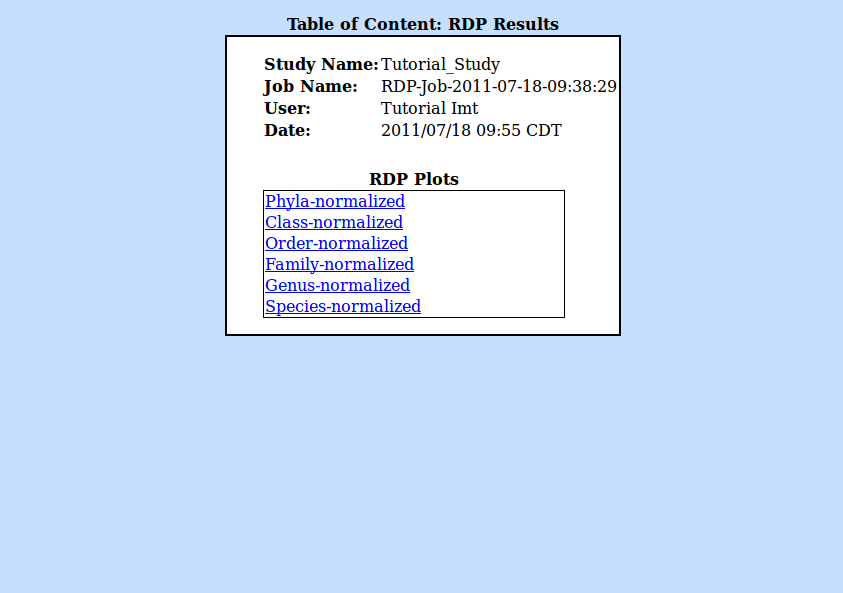 Table of Content: RDP Results
Study Name: Tutorial_Study
Job Name: RDP-Job-2011-07-18-09:38:29
User: Tutorial Imt
Date: 2011/07/18 09:55 CDT
RDP Plots
Phyla-normalized
Class-normalized
Order-normalized
Family-normalized
Genus-normalized
Species-normalized